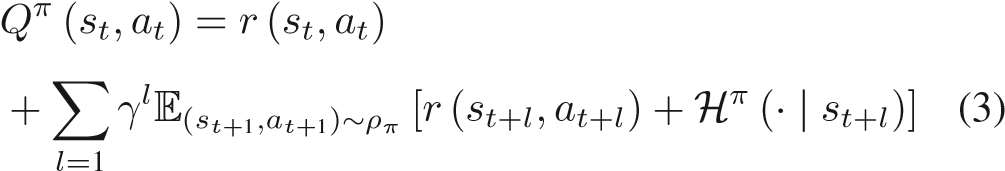 Q^π (s_t, a_t) = r (s_t, a_t)
+ ∑_{l=1} γ^l 𝔼_{(s_{t+1}, a_{t+1})∼ρ_π} [r (s_{t+l}, a_{t+l}) + ℋ^π (· | s_{t+l})] (3)